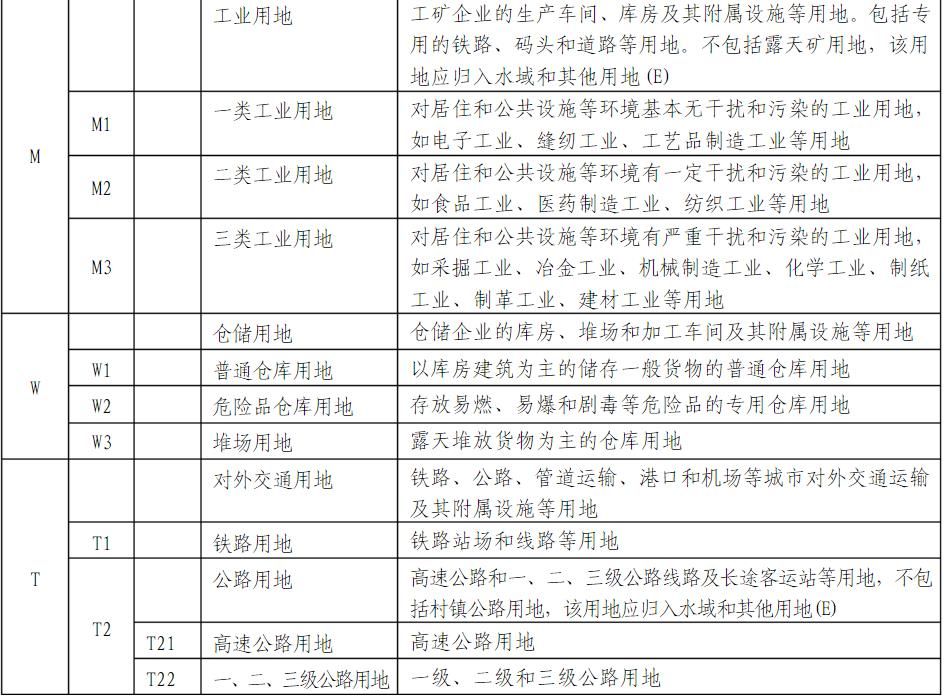 工业用地
工矿企业的生产车间、库房及其附属设施等用地。包括专
用的铁路、码头和道路等用地。不包括露天矿用地，该用
地应归入水域和其他用地(E)
M
M1
一类工业用地
对居住和公共设施等环境基本无干扰和污染的工业用地，
如电子工业、缝纫工业、工艺品制造工业等用地
M2
二类工业用地
对居住和公共设施等环境有一定干扰和污染的工业用地，
如食品工业、医药制造工业、纺织工业等用地
M3
三类工业用地
对居住和公共设施等环境有严重干扰和污染的工业用地，
如采掘工业、冶金工业、机械制造工业、化学工业、制纸
工业、制革工业、建材工业等用地
W
仓储用地
仓储企业的库房、堆场和加工车间及其附属设施等用地
W1
普通仓库用地
以库房建筑为主的储存一般货物的普通仓库用地
W2
危险品仓库用地
存放易燃、易爆和剧毒等危险品的专用仓库用地
W3
堆场用地
露天堆放货物为主的仓库用地
T
对外交通用地
铁路、公路、管道运输、港口和机场等城市对外交通运输
及其附属设施等用地
T1
铁路用地
铁路站场和线路等用地
T2
公路用地
高速公路和一、二、三级公路线路及长途客运站等用地，不包
括村镇公路用地，该用地应归入水域和其他用地(E)
T21
高速公路用地
高速公路用地
T22
一、二、三级公路用地
一级、二级和三级公路用地